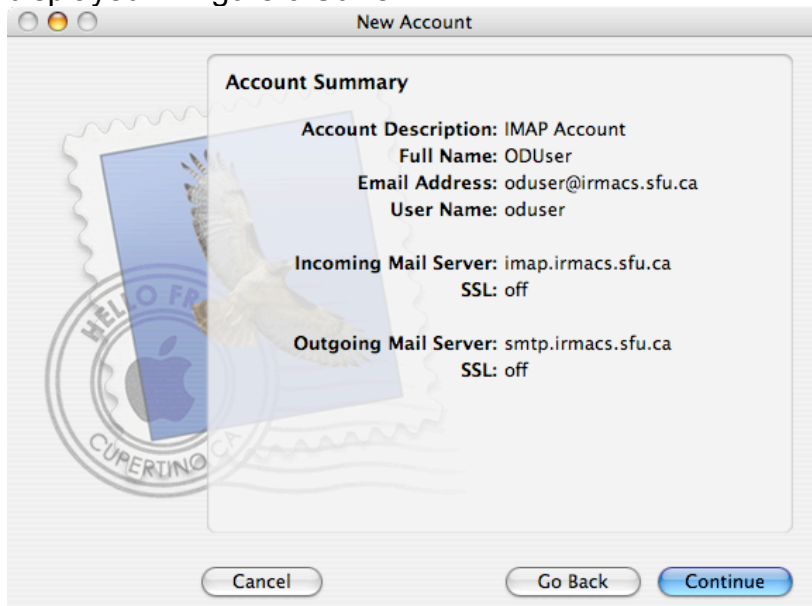 New Account
Account Summary
Account Description: IMAP Account
Full Name: ODUser
Email Address: oduser@irmacs.sfu.ca
User Name: oduser
Incoming Mail Server: imap.irmacs.sfu.ca
SSL: off
Outgoing Mail Server: smtp.irmacs.sfu.ca
SSL: off
HELLO FR
CUPERTINO CA
Cancel
Go Back
Continue